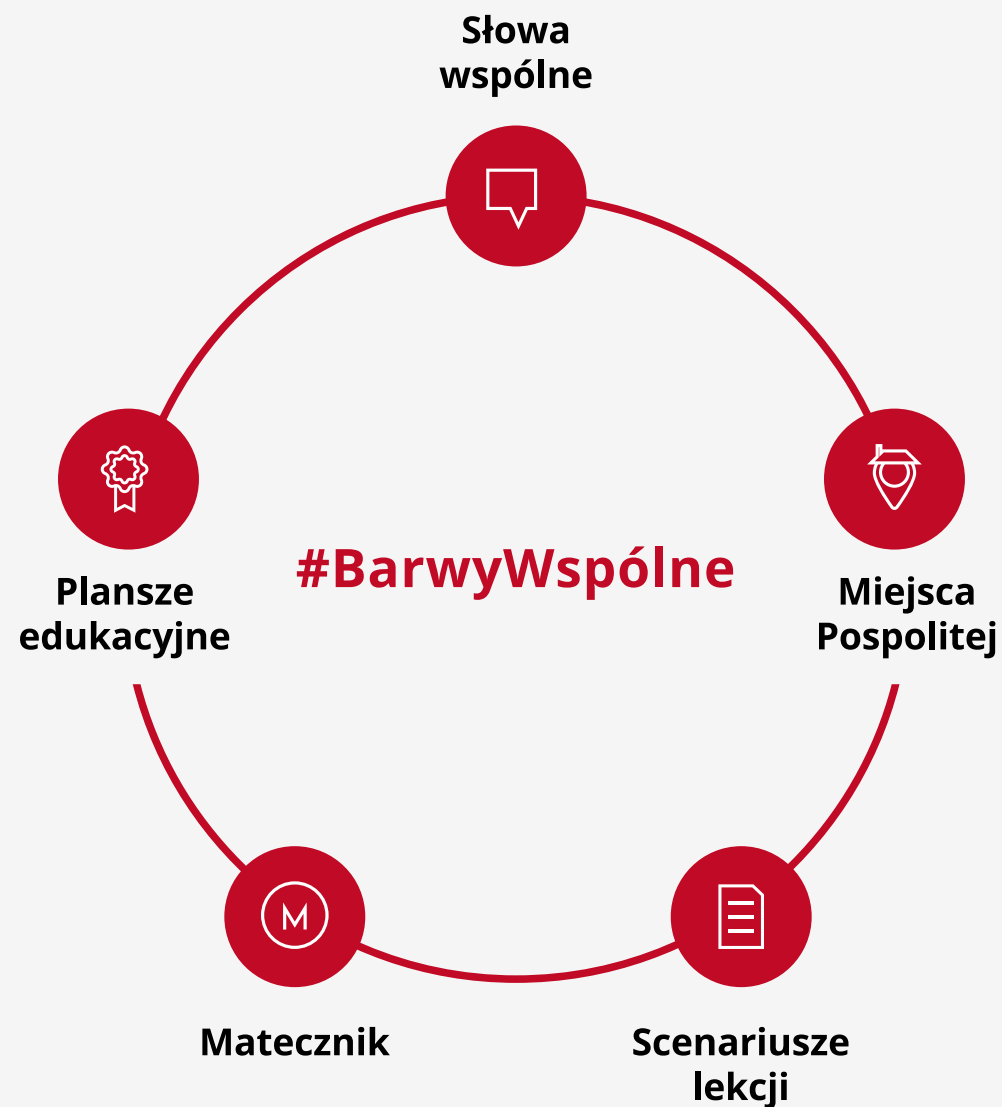 Słowa
wspólne
#BarwyWspólne
Plansze
edukacyjne
Miejsca
Pospolitej
M
Matecznik
Scenariusze
lekcji